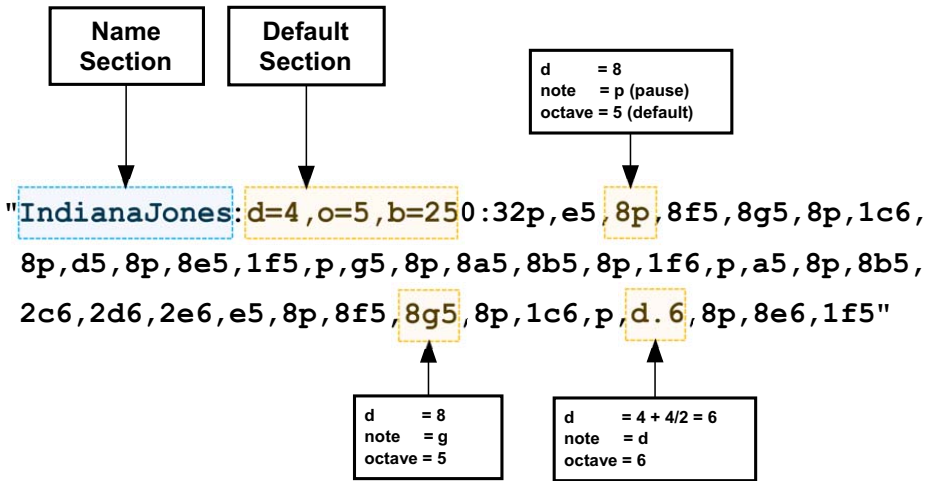 Name
Section
Default
Section
d = 8
note = p (pause)
octave = 5 (default)
"IndianaJones:d=4,o=5,b=250:32p,e5,8p,8f5,8g5,8p,1c6,
8p,d5,8p,8e5,1f5,p,g5,8p,8a5,8b5,8p,1f6,p,a5,8p,8b5,
2c6,2d6,2e6,e5,8p,8f5,8g5,8p,1c6,p,d.6,8p,8e6,1f5"
d = 8
note = g
octave = 5
d = 4 + 4/2 = 6
note = d
octave = 6